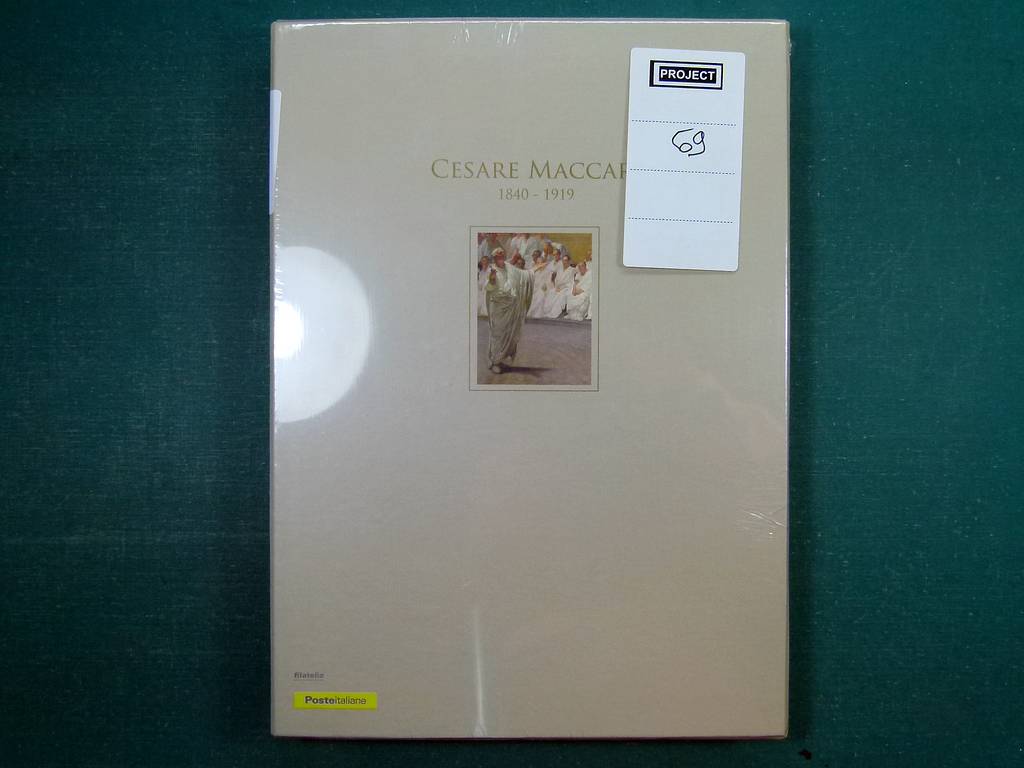 PROJECT
69
CESARE MACCAR
1840 - 1919
filatelia
Posteitaliane